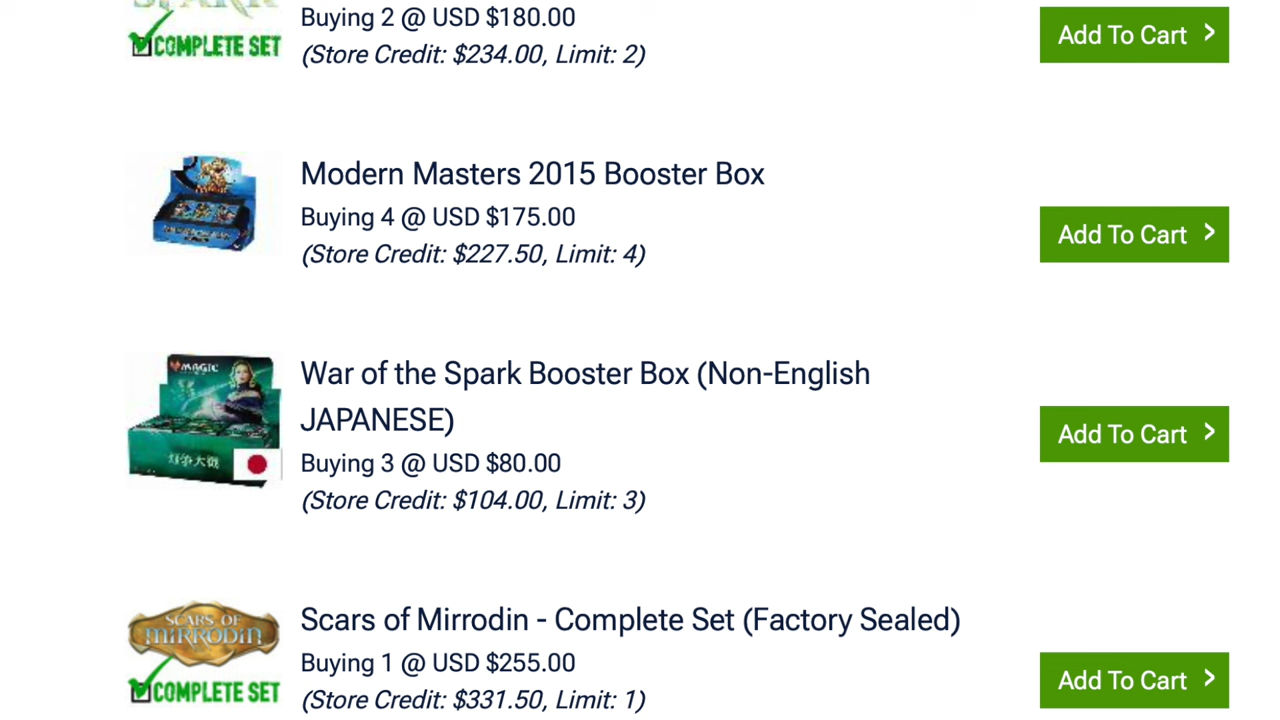 SPARK
COMPLETE SET
Buying 2 @ USD $180.00
(Store Credit: $234.00, Limit: 2)
Add To Cart
Modern Masters 2015 Booster Box
Buying 4 @ USD $175.00
(Store Credit: $227.50, Limit: 4)
Add To Cart
MAGIC
War of the Spark Booster Box (Non-English
JAPANESE)
Buying 3 @ USD $80.00
(Store Credit: $104.00, Limit: 3)
Add To Cart
SCARS OF
MIRRODIN
COMPLETE SET
Scars of Mirrodin - Complete Set (Factory Sealed)
Buying 1 @ USD $255.00
(Store Credit: $331.50, Limit: 1)
Add To Cart